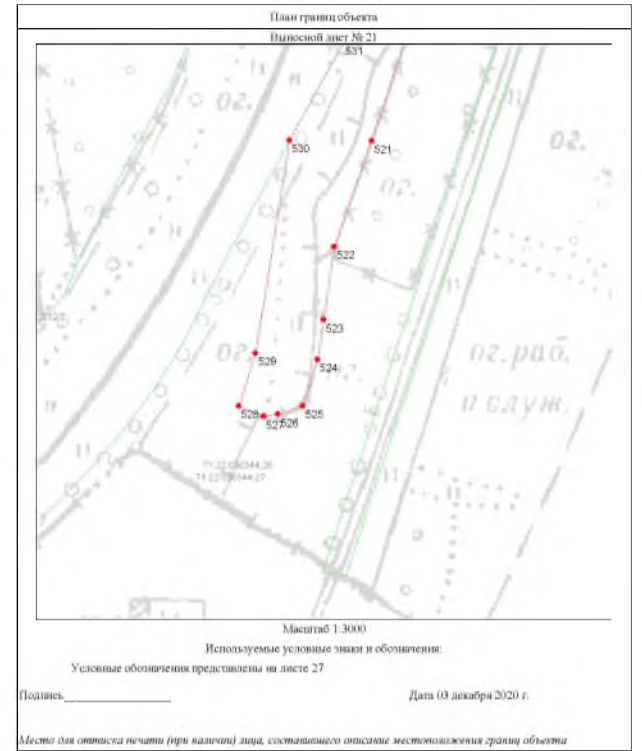 План границ объекта
Выносной лист № 21
531
ог.
530
521
ог.
ог.
522
523
524
ог.
529
ог.раб.
п служ.
528
527
526
525
Масштаб 1:3000
Используемые условные знаки и обозначения:
Условные обозначения представлены на листе 27
Подпись
Дата 03 декабря 2020 г.
Место для оттиска печати (при наличии) лица, составившего описание местоположения границ объекта